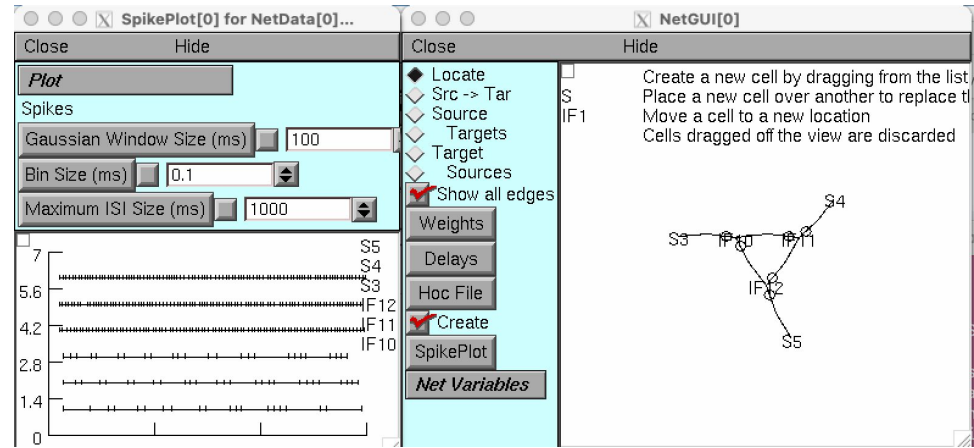 SpikePlot[0] for NetData[0]...
Close Hide
Plot
Spikes
Gaussian Window Size (ms) 100
Bin Size (ms) 0.1
Maximum ISI Size (ms) 1000
7
5.6
4.2
2.8
1.4
0
S5
S4
S3
IF12
IF11
IF10
X NetGUI[0]
Close Hide
Locate
Src -> Tar
Source
Targets
Target
Sources
Show all edges
Weights
Delays
Hoc File
Create
SpikePlot
Net Variables
S
IF1
Create a new cell by dragging from the list
Place a new cell over another to replace tl
Move a cell to a new location
Cells dragged off the view are discarded
S4
S3 IF10 IF11
IF12
S5